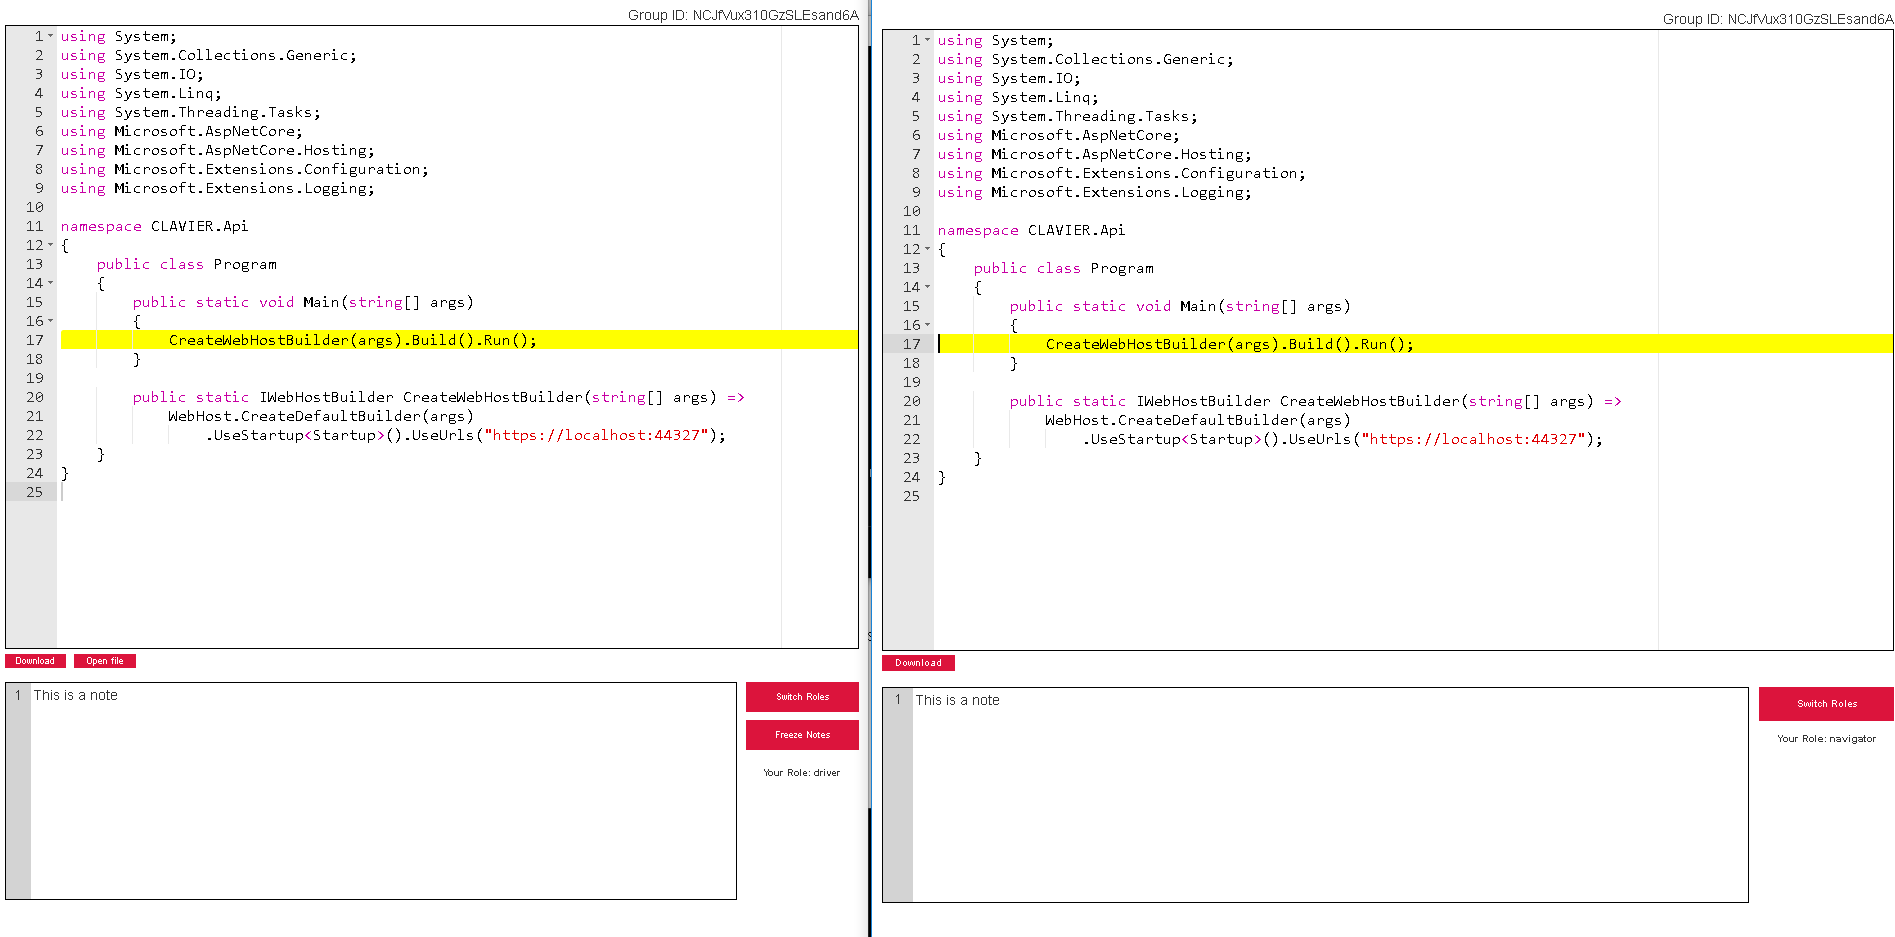 Group ID: NCJfVux310GzSLEsand6A
1 using System;
2 using System.Collections.Generic;
3 using System.IO;
4 using System.Linq;
5 using System.Threading.Tasks;
6 using Microsoft.AspNetCore;
7 using Microsoft.AspNetCore.Hosting;
8 using Microsoft.Extensions.Configuration;
9 using Microsoft.Extensions.Logging;
10
11 namespace CLAVIER.Api
12 {
13     public class Program
14     {
15         public static void Main(string[] args)
16         {
17             CreateWebHostBuilder(args).Build().Run();
18         }
19
20         public static IWebHostBuilder CreateWebHostBuilder(string[] args) =>
21             WebHost.CreateDefaultBuilder(args)
22                 .UseStartup<Startup>().UseUrls("https://localhost:44327");
23     }
24 }
25
Download Open file
1 This is a note
Switch Roles
Freeze Notes
Your Role: driver
Group ID: NCJfVux310GzSLEsand6A
1 using System;
2 using System.Collections.Generic;
3 using System.IO;
4 using System.Linq;
5 using System.Threading.Tasks;
6 using Microsoft.AspNetCore;
7 using Microsoft.AspNetCore.Hosting;
8 using Microsoft.Extensions.Configuration;
9 using Microsoft.Extensions.Logging;
10
11 namespace CLAVIER.Api
12 {
13     public class Program
14     {
15         public static void Main(string[] args)
16         {
17             CreateWebHostBuilder(args).Build().Run();
18         }
19
20         public static IWebHostBuilder CreateWebHostBuilder(string[] args) =>
21             WebHost.CreateDefaultBuilder(args)
22                 .UseStartup<Startup>().UseUrls("https://localhost:44327");
23     }
24 }
25
Download
1 This is a note
Switch Roles
Your Role: navigator